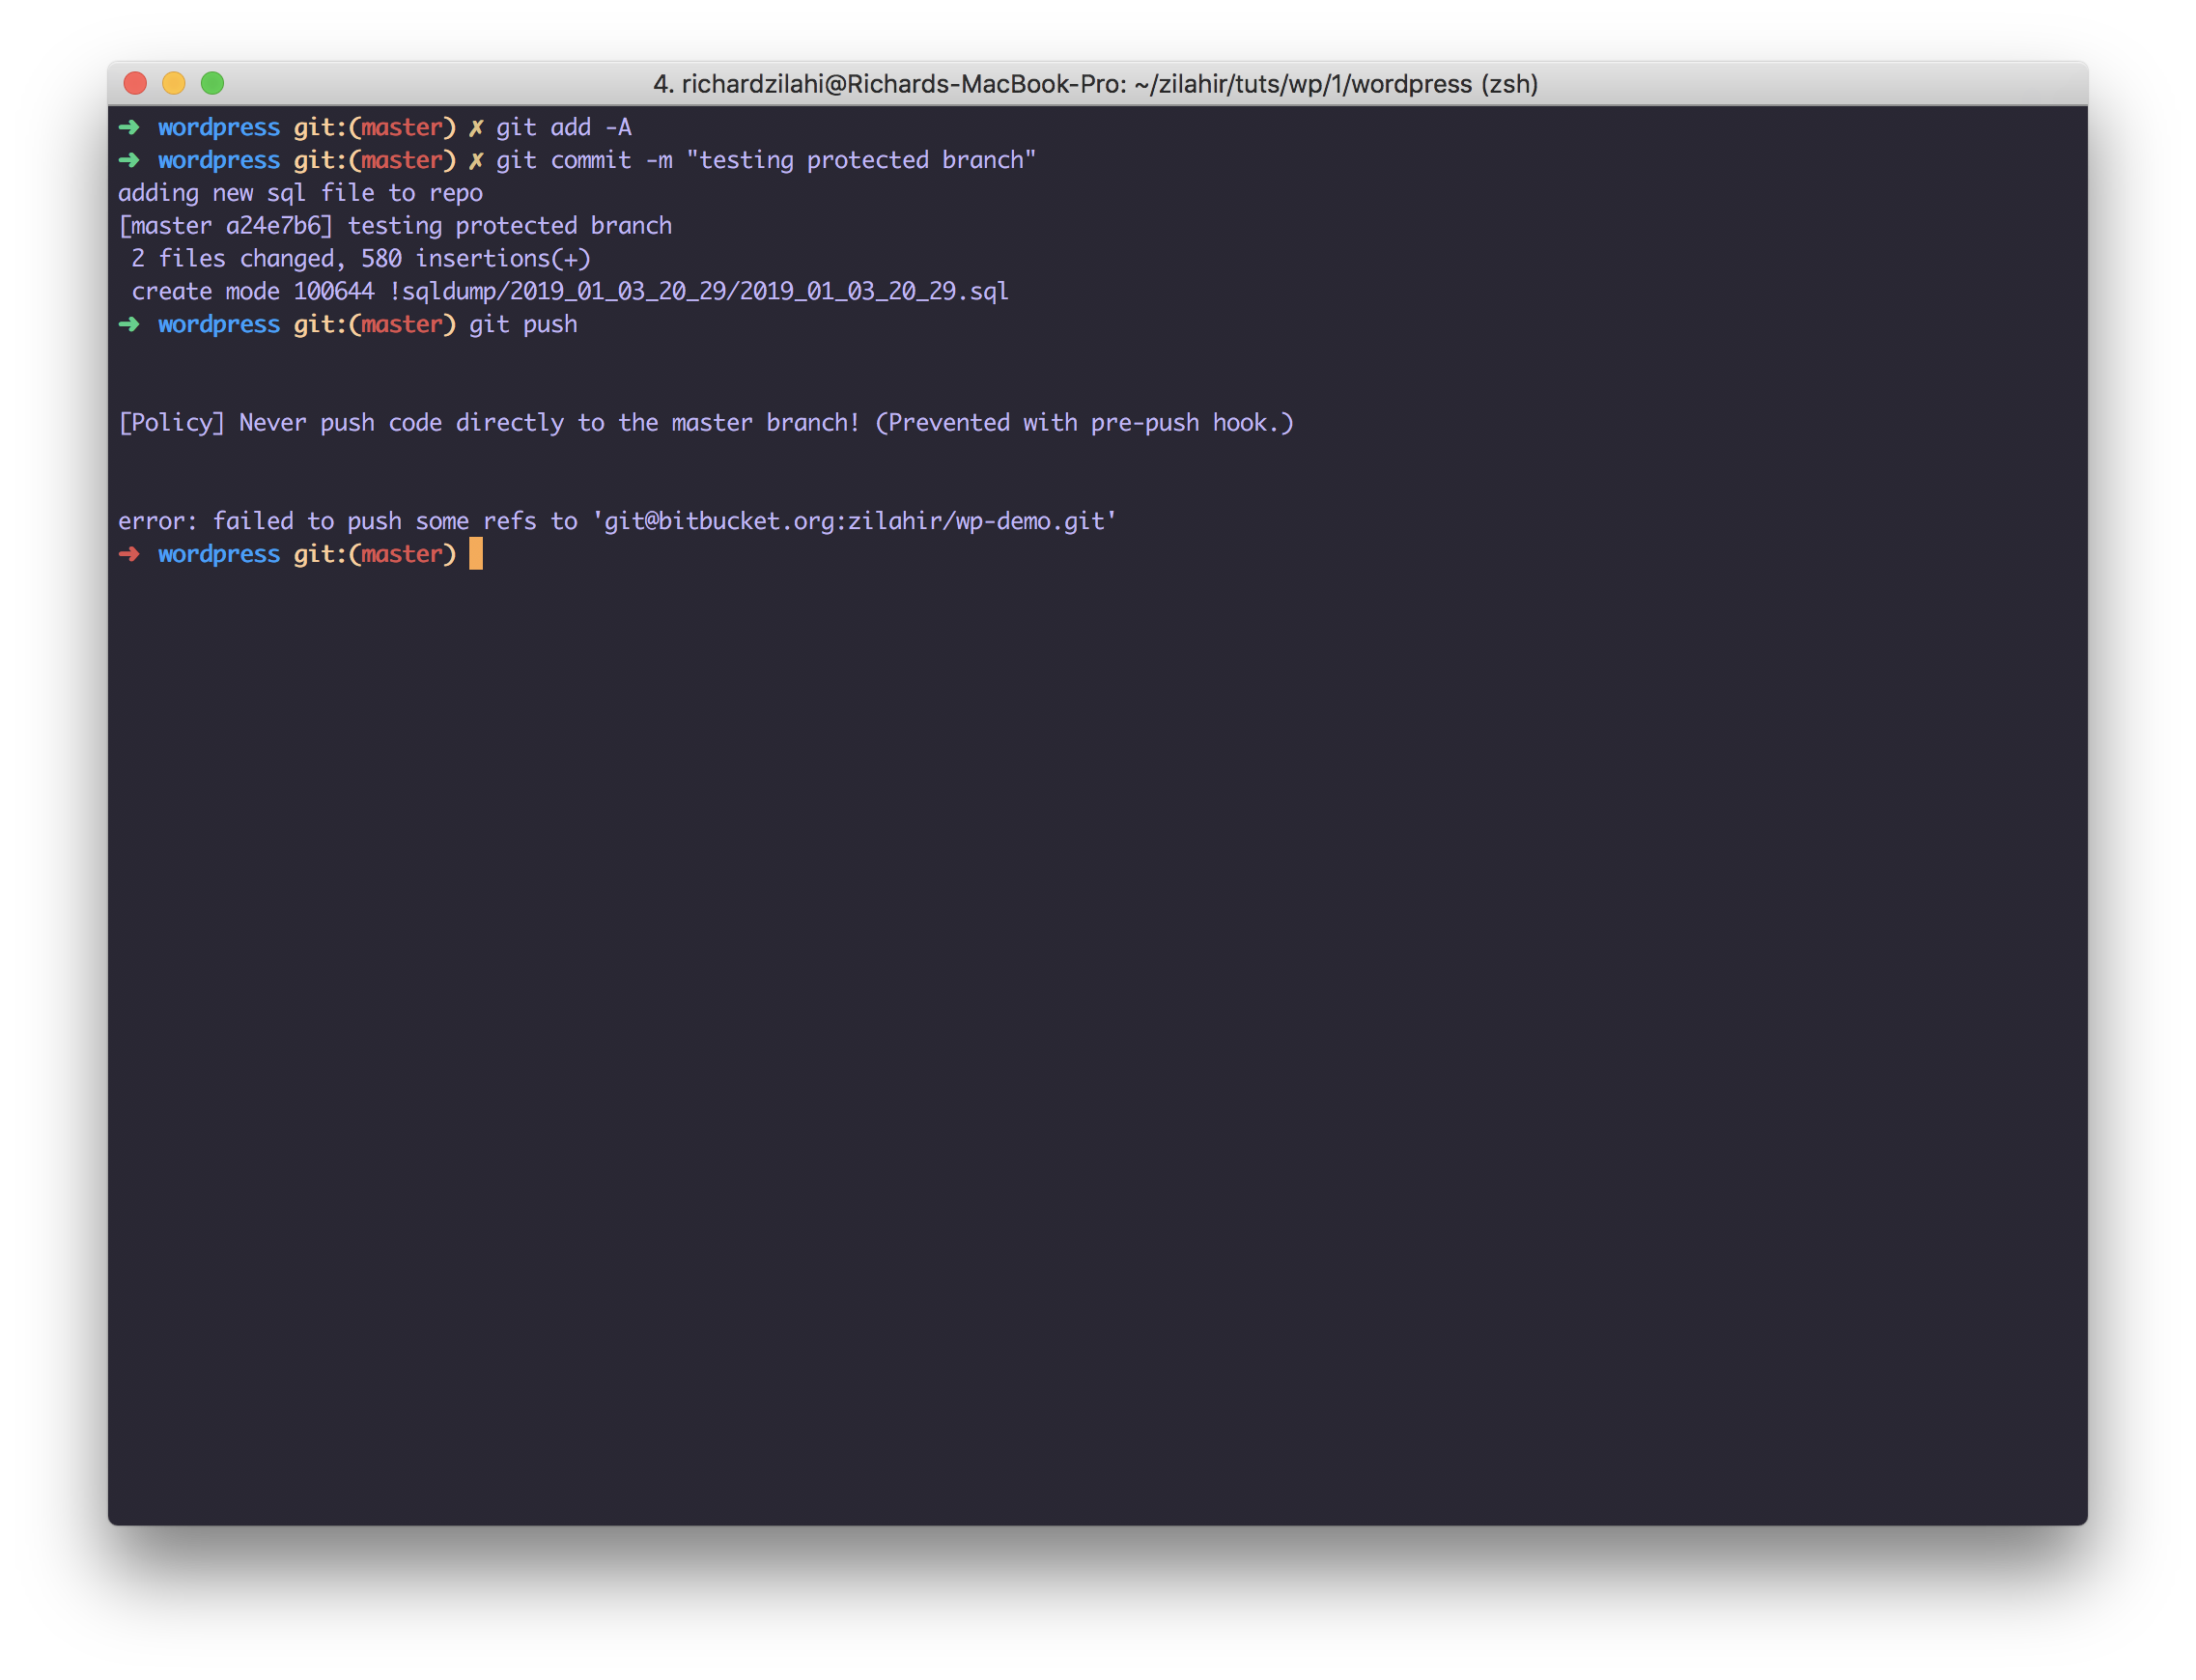 4. richardzilahi@Richards-MacBook-Pro: ~/zilahir/tuts/wp/1/wordpress (zsh)
➜ wordpress git:(master) ✗ git add -A
➜ wordpress git:(master) ✗ git commit -m "testing protected branch"
adding new sql file to repo
[master a24e7b6] testing protected branch
2 files changed, 580 insertions(+)
create mode 100644 !sqldump/2019_01_03_20_29/2019_01_03_20_29.sql
➜ wordpress git:(master) git push
[Policy] Never push code directly to the master branch! (Prevented with pre-push hook.)
error: failed to push some refs to 'git@bitbucket.org:zilahir/wp-demo.git'
➜ wordpress git:(master)